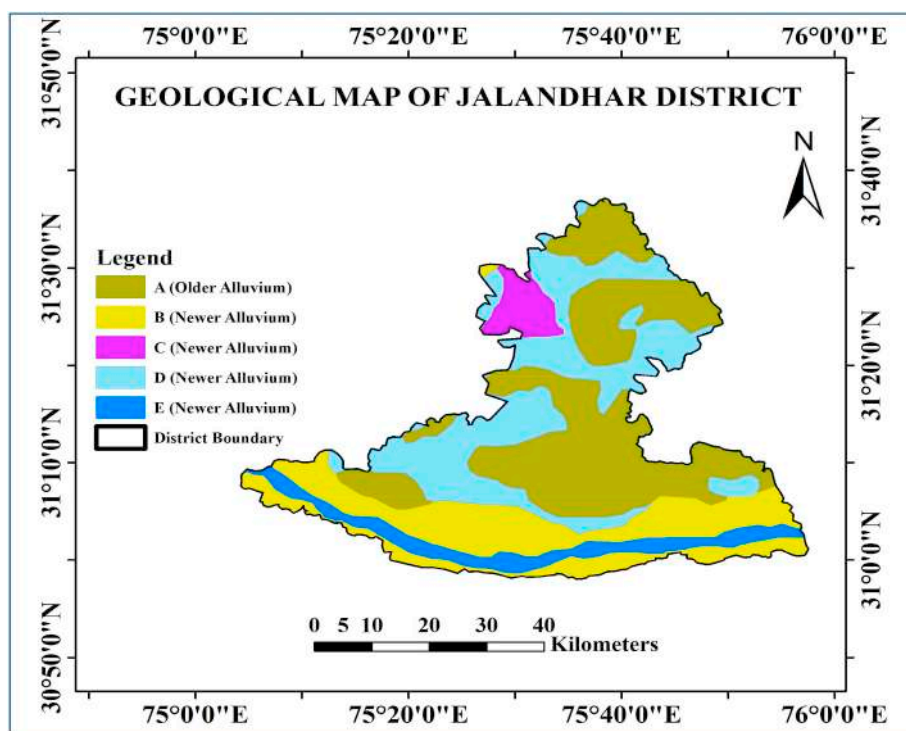 75°0'0"E 75°20'0"E 75°40'0"E 76°0'0"E
31°50'0"N
GEOLOGICAL MAP OF JALANDHAR DISTRICT
N
31°40'0"N
Legend
31°30'0"N
A (Older Alluvium)
B (Newer Alluvium)
C (Newer Alluvium)
31°20'0"N
D (Newer Alluvium)
E (Newer Alluvium)
District Boundary
31°10'0"N
31°0'0"N
0 5 10 20 30 40
Kilometers
30°50'0"N
75°0'0"E 75°20'0"E 75°40'0"E 76°0'0"E